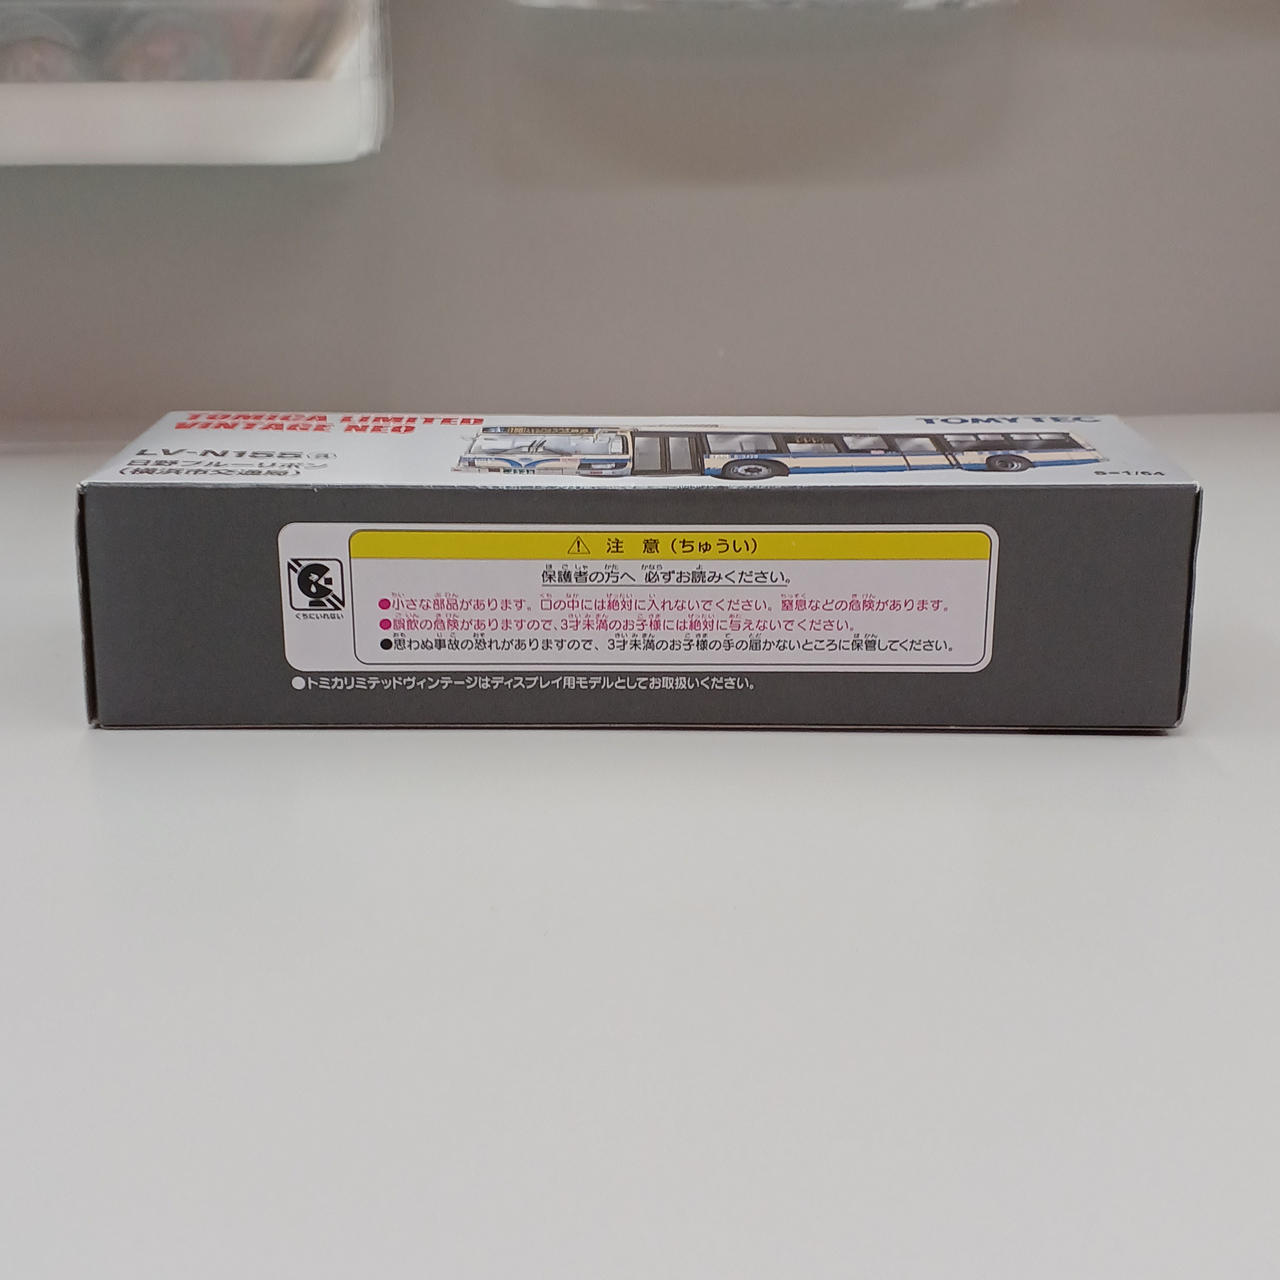 TOMICA LIMITED
VINTAGE NEO
TOMYTEC
LV-N155ⓐ
日野ブルーリボン
(横浜市交通局)
S=1/64
⚠ 注 意(ちゅうい)
保護者の方へ 必ずお読みください。
●小さな部品があります。口の中には絶対に入れないでください。窒息などの危険があります。
●誤飲の危険がありますので、3才未満のお子様には絶対に与えないでください。
●思わぬ事故の恐れがありますので、3才未満のお子様の手の届かないところに保管してください。
くちにいれない
●トミカリミテッドヴィンテージはディスプレイ用モデルとしてお取扱いください。